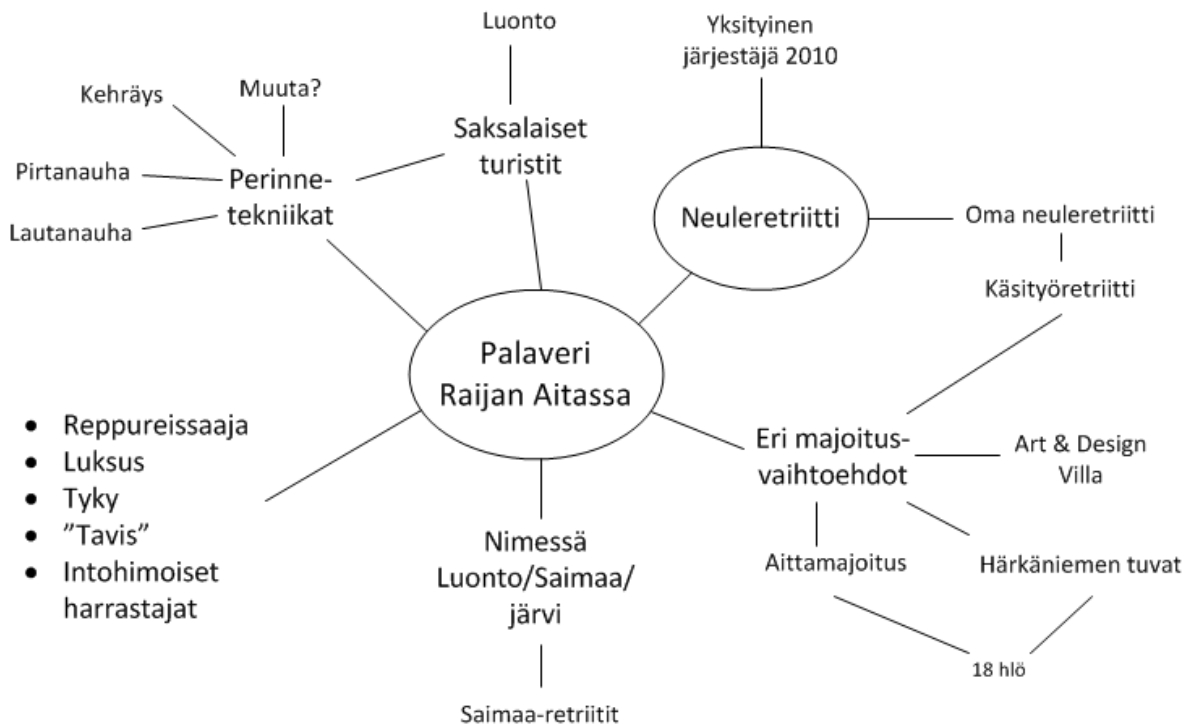 Luonto
Yksityinen
järjestäjä 2010
Kehräys
Muuta?
Saksalaiset
turistit
Pirtanauha
Perinne-
tekniikat
Lautanauha
Neuleretriitti
Oma neuleretriitti
Käsityöretriitti
Palaveri
Raijan Aitassa
• Reppureissaaja
• Luksus
• Tyky
• ”Tavis”
• Intohimoiset
harrastajat
Eri majoitus-
vaihtoehdot
Art & Design
Villa
Nimessä
Luonto/Saimaa/
järvi
Aittamajoitus
Härkäniemen tuvat
18 hlö
Saimaa-retriitit